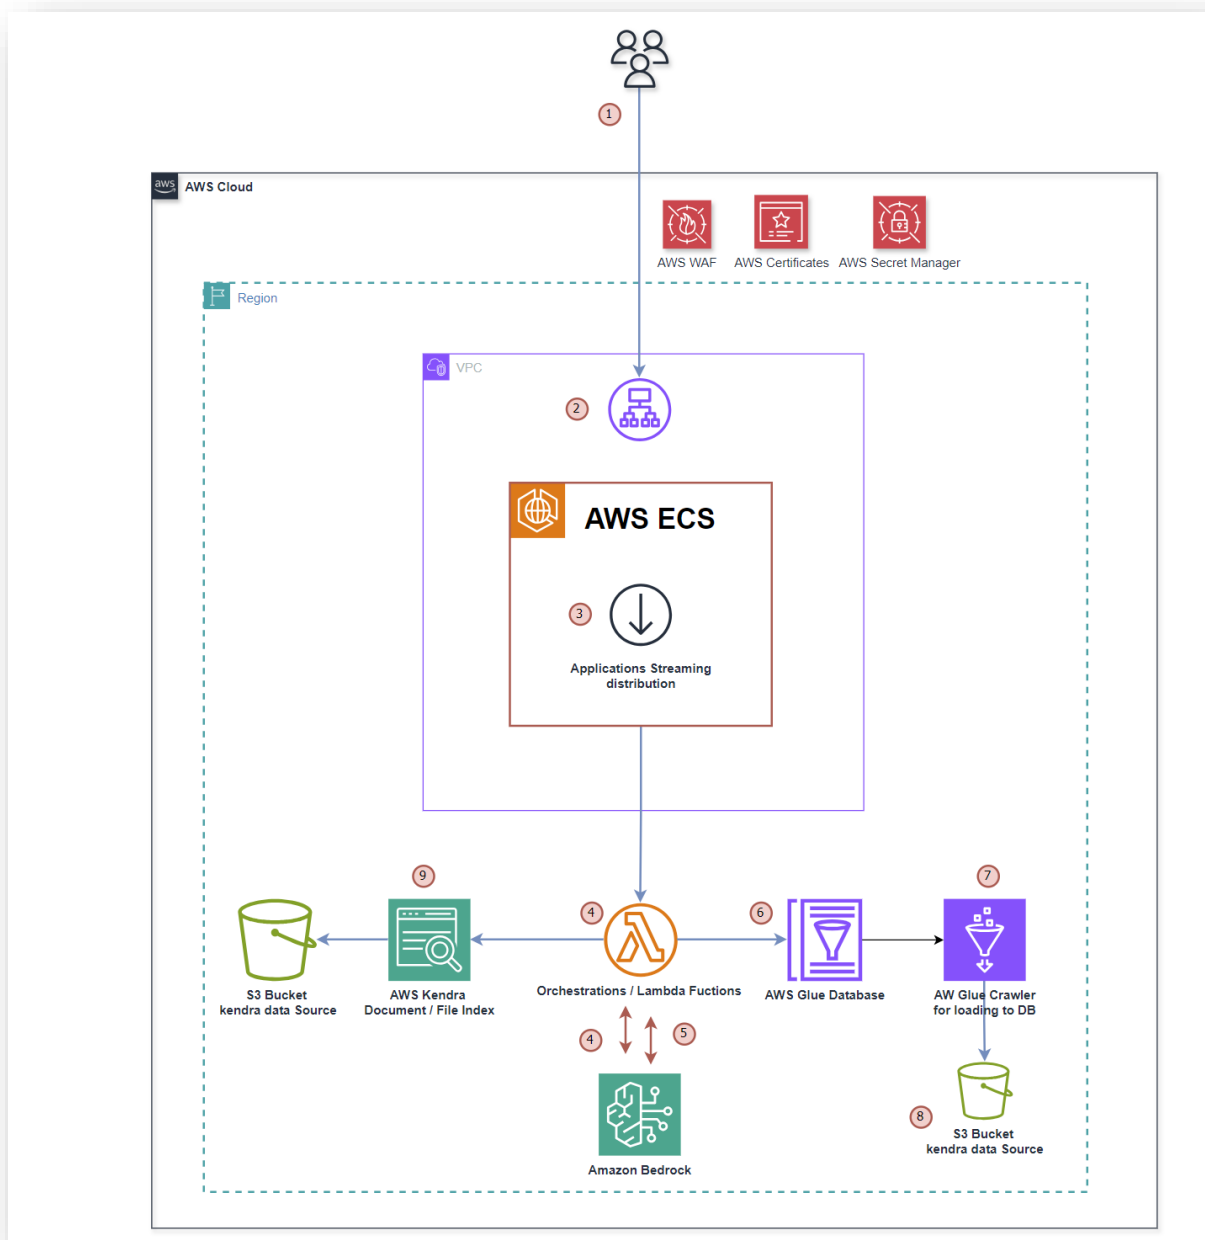 1
aws
AWS Cloud
AWS WAF
AWS Certificates
AWS Secret Manager
Region
VPC
2
AWS ECS
3
Applications Streaming
distribution
9
7
4
6
S3 Bucket
kendra data Source
AWS Kendra
Document / File Index
Orchestrations / Lambda Fuctions
AWS Glue Database
AW Glue Crawler
for loading to DB
4
5
8
S3 Bucket
kendra data Source
Amazon Bedrock